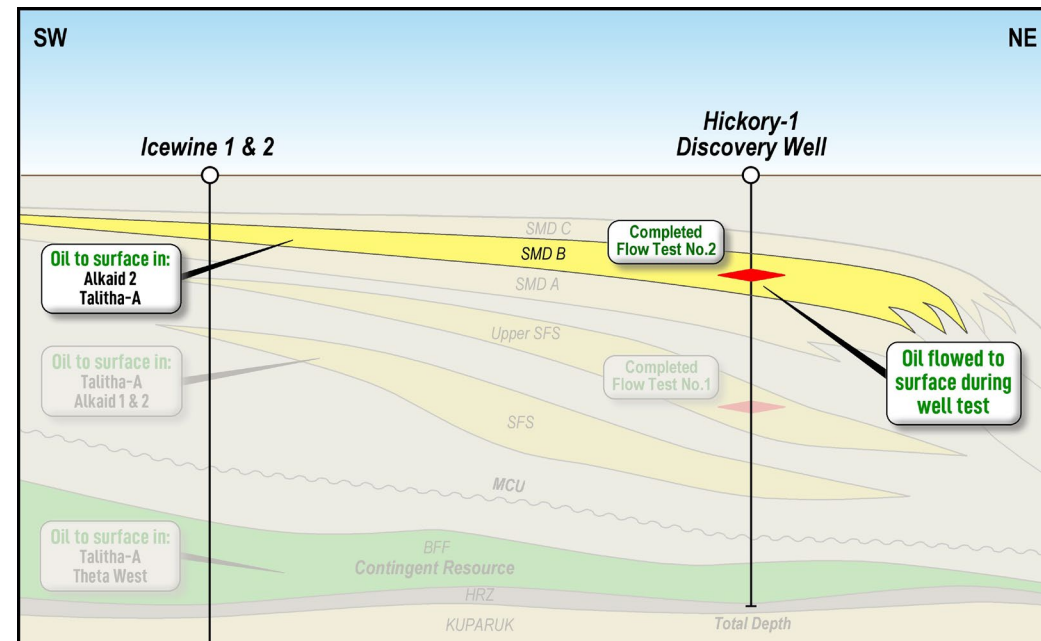 SW
NE
Icewine 1 & 2
Hickory-1
Discovery Well
SMD C
Completed
Flow Test No.2
SMD B
Oil to surface in:
Alkaid 2
Talitha-A
SMD A
Upper SFS
Oil to surface in:
Talitha-A
Alkaid 1 & 2
Completed
Flow Test No.1
Oil flowed to
surface during
well test
SFS
MCU
Oil to surface in:
Talitha-A
Theta West
BFF
Contingent Resource
HRZ
KUPARUK
Total Depth